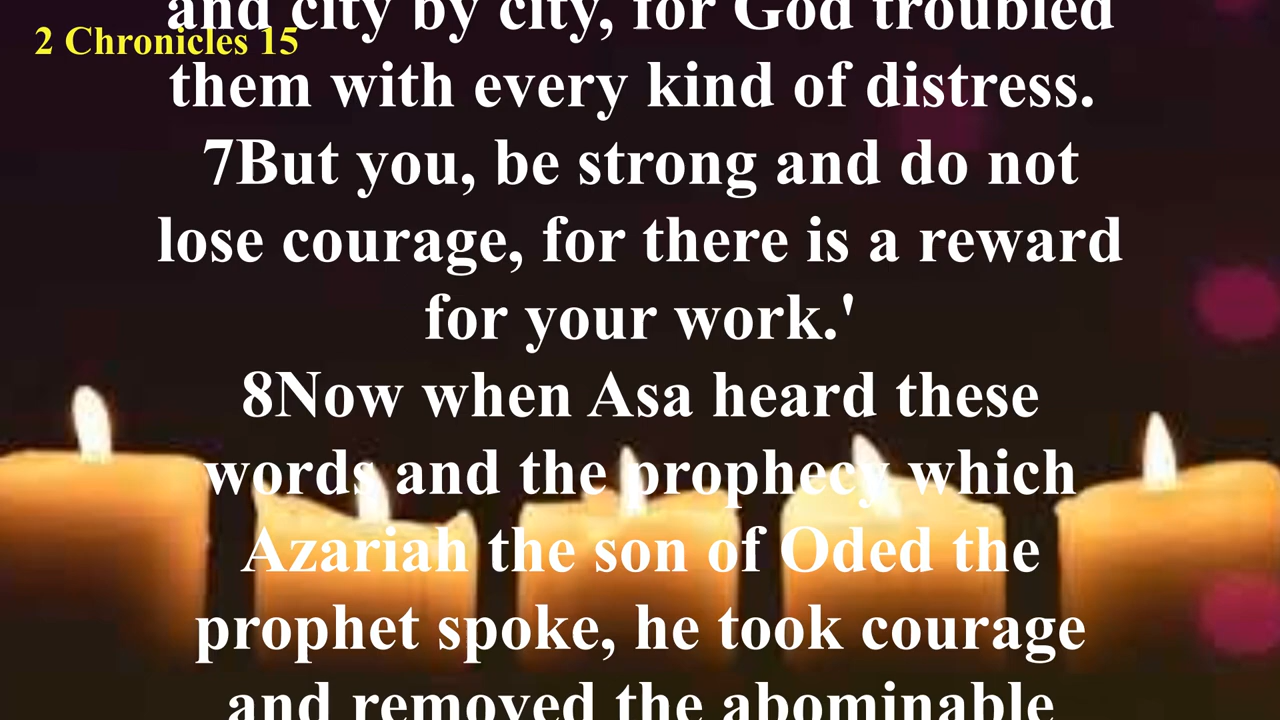 2 Chronicles 15
and city by city, for God troubled
them with every kind of distress.
7But you, be strong and do not
lose courage, for there is a reward
for your work.'
8Now when Asa heard these
words and the prophecy which
Azariah the son of Oded the
prophet spoke, he took courage
and removed the abominable